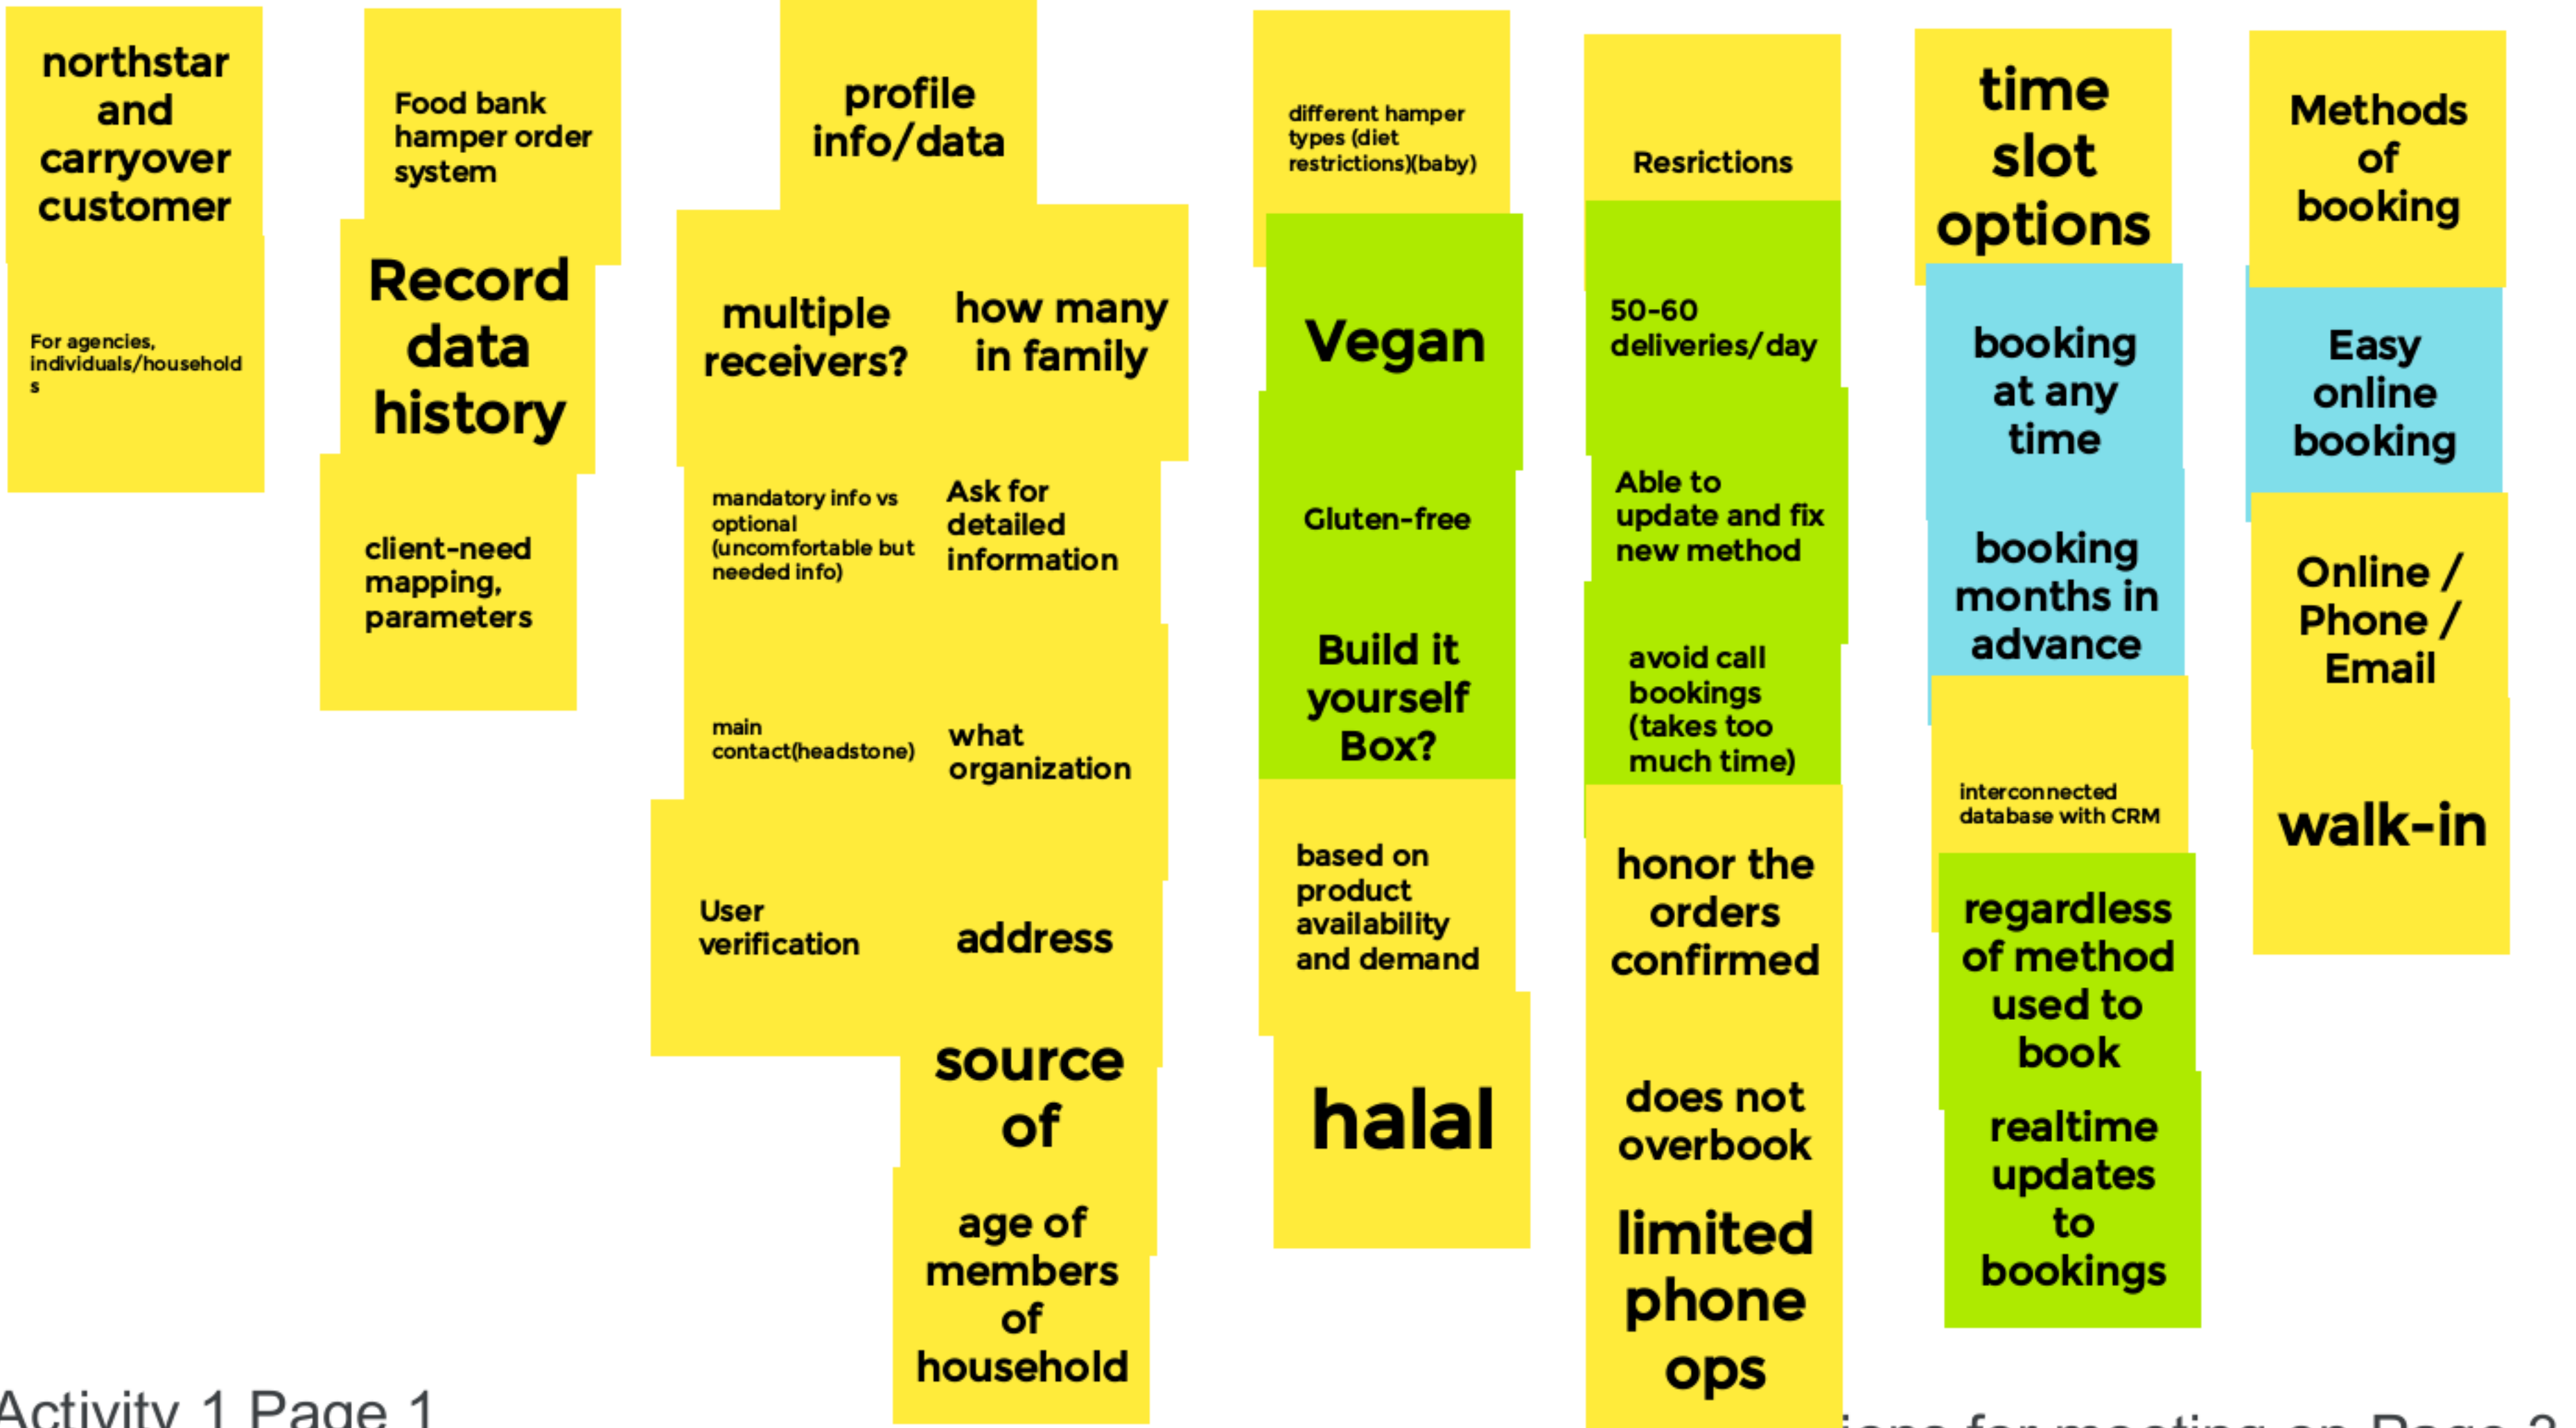 northstar
and
carryover
customer
For agencies,
individuals/household
s
Food bank
hamper order
system
Record
data
history
client-need
mapping,
parameters
profile
info/data
multiple
receivers?
how many
in family
mandatory info vs
optional
(uncomfortable but
needed info)
Ask for
detailed
information
main
contact(headstone)
what
organization
User
verification
address
source
of
age of
members
of
household
different hamper
types (diet
restrictions)(baby)
Vegan
Gluten-free
Build it
yourself
Box?
based on
product
availability
and demand
halal
Resrictions
50-60
deliveries/day
Able to
update and fix
new method
avoid call
bookings
(takes too
much time)
honor the
orders
confirmed
does not
overbook
limited
phone
ops
time
slot
options
booking
at any
time
booking
months in
advance
interconnected
database with CRM
regardless
of method
used to
book
realtime
updates
to
bookings
Methods
of
booking
Easy
online
booking
Online /
Phone /
Email
walk-in
Activity 1 Page 1
for meeting on Page